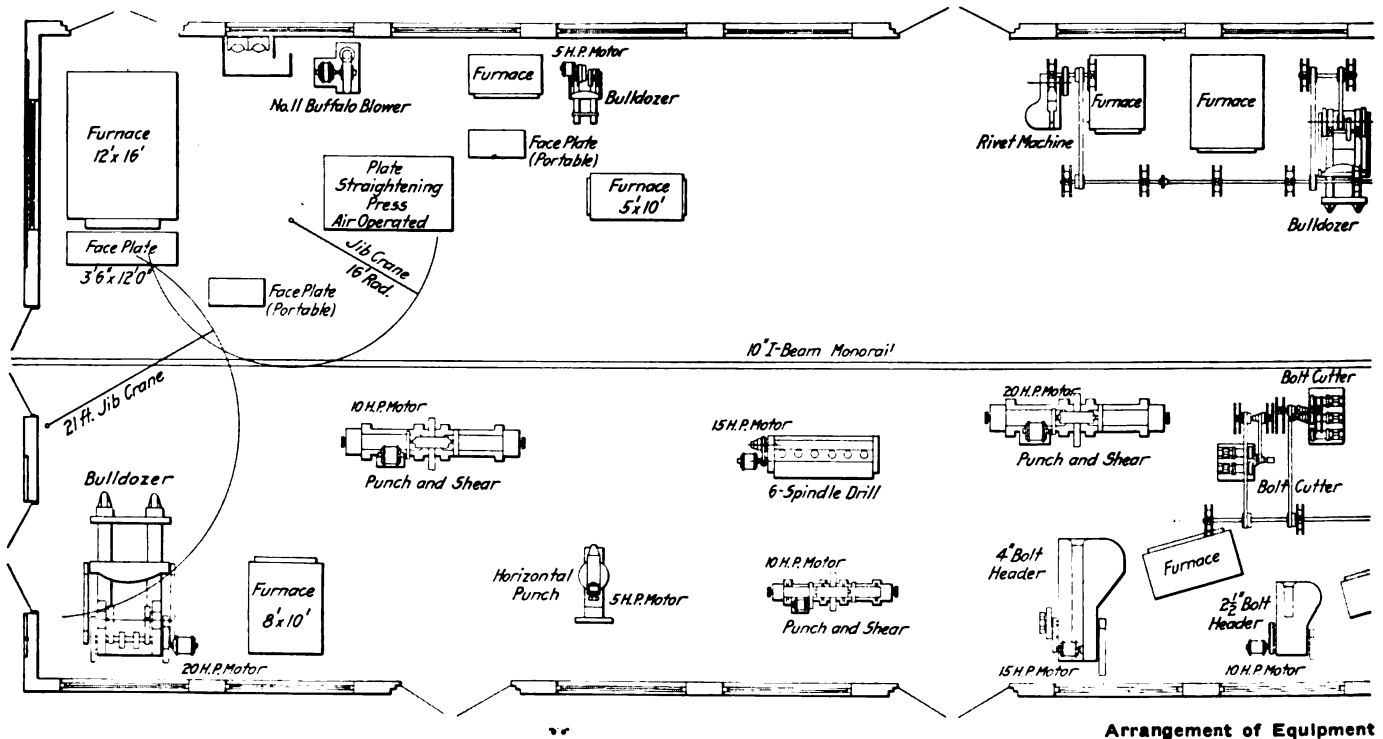 5 H.P. Motor
No. 11 Buffalo Blower
Furnace
Bulldozer
Furnace
12'x 16'
Face Plate
(Portable)
Plate
Straightening
Press
Air Operated
Furnace
5'x10'
Rivet Machine
Furnace
Furnace
Bulldozer
Face Plate
3'6"x 12'0"
Jib Crane
16' Rad.
Face Plate
(Portable)
10" I-Beam Monorail
21 ft. Jib Crane
10 H.P. Motor
Punch and Shear
15 H.P. Motor
6-Spindle Drill
20 H.P. Motor
Punch and Shear
Bolt Cutter
Bolt Cutter
Bulldozer
20 H.P. Motor
Furnace
8'x 10'
Horizontal
Punch
5 H.P. Motor
10 H.P. Motor
Punch and Shear
4" Bolt
Header
15 H.P. Motor
Furnace
2½" Bolt
Header
10 H.P. Motor
Arrangement of Equipment